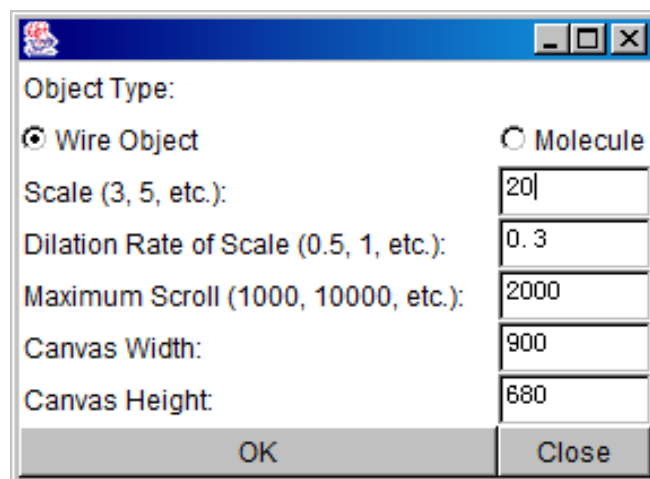 Object Type:
Wire Object Molecule
Scale (3, 5, etc.): 20
Dilation Rate of Scale (0.5, 1, etc.): 0.3
Maximum Scroll (1000, 10000, etc.): 2000
Canvas Width: 900
Canvas Height: 680
OK Close